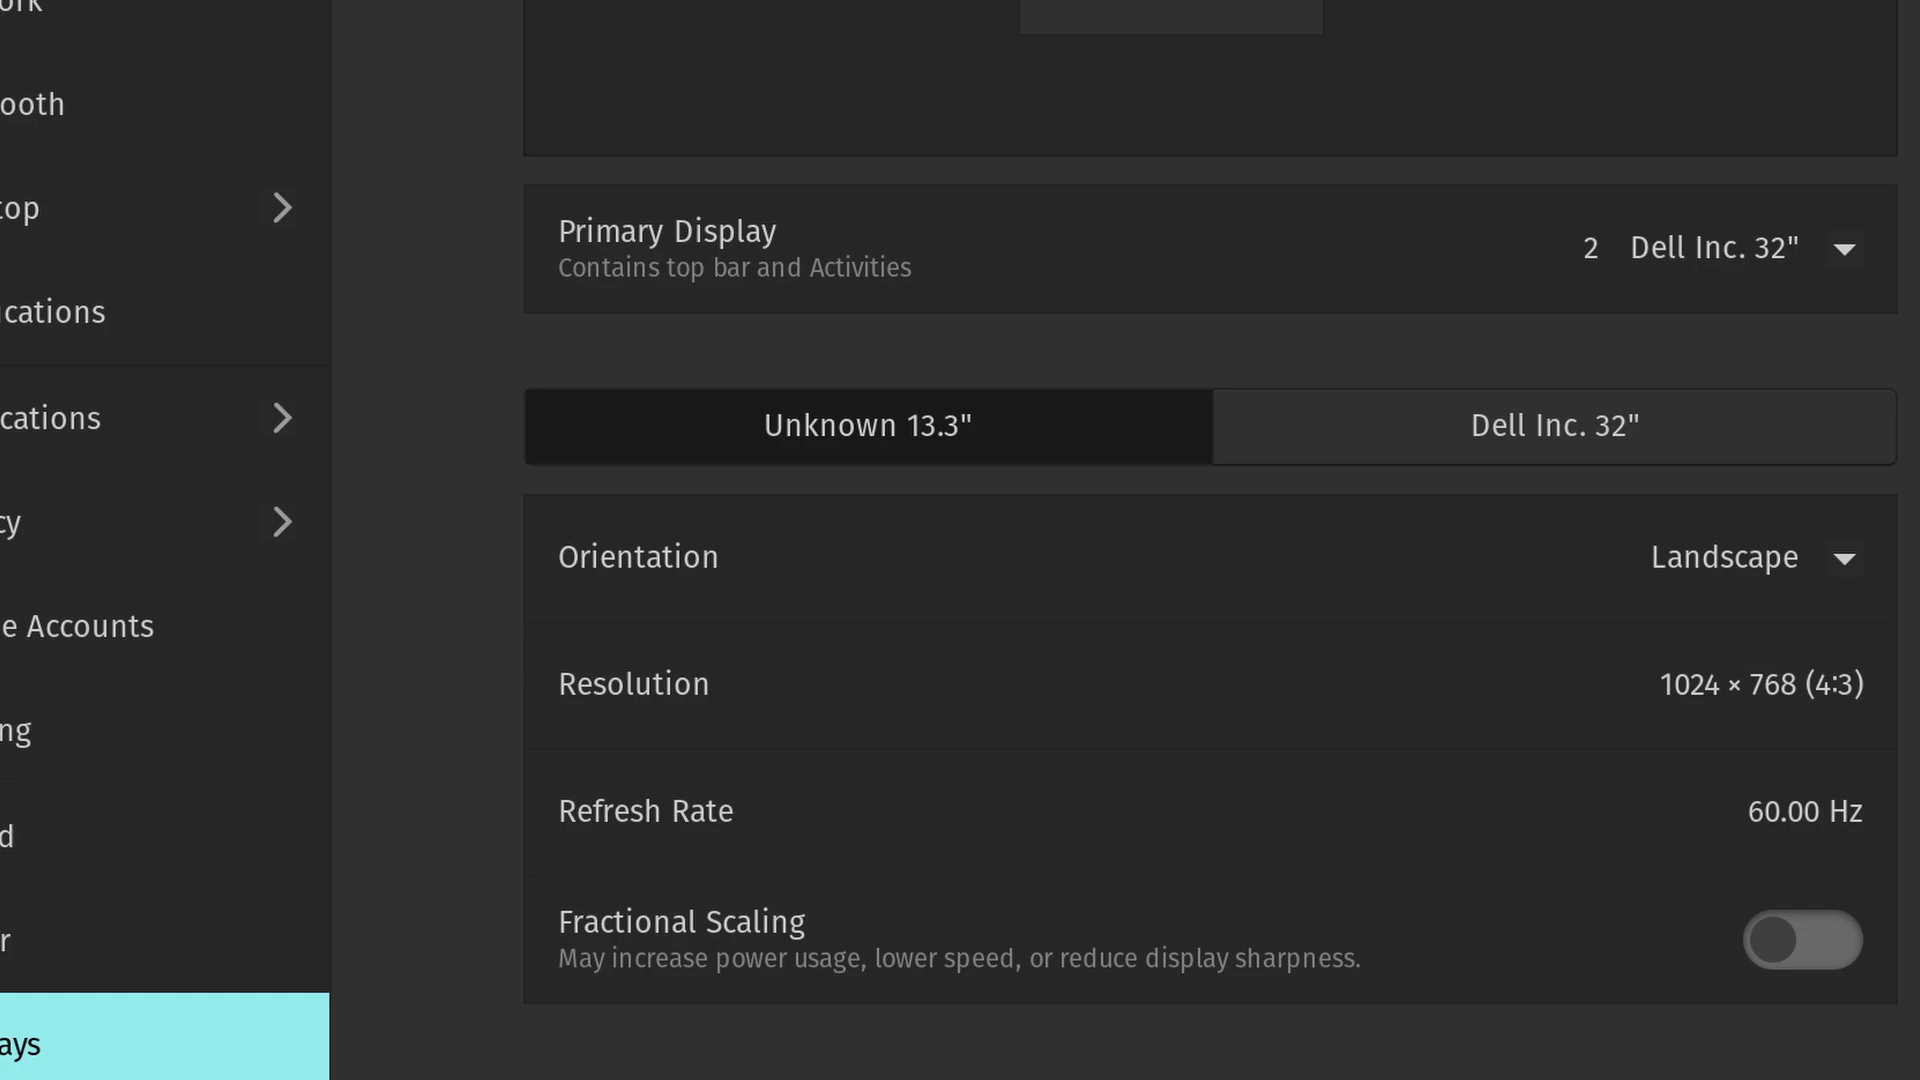 ork
ooth
top
ications
cations
cy
e Accounts
ng
d
r
ays
Primary Display
Contains top bar and Activities
2 Dell Inc. 32"
Unknown 13.3"
Dell Inc. 32"
Orientation
Landscape
Resolution
1024 × 768 (4:3)
Refresh Rate
60.00 Hz
Fractional Scaling
May increase power usage, lower speed, or reduce display sharpness.